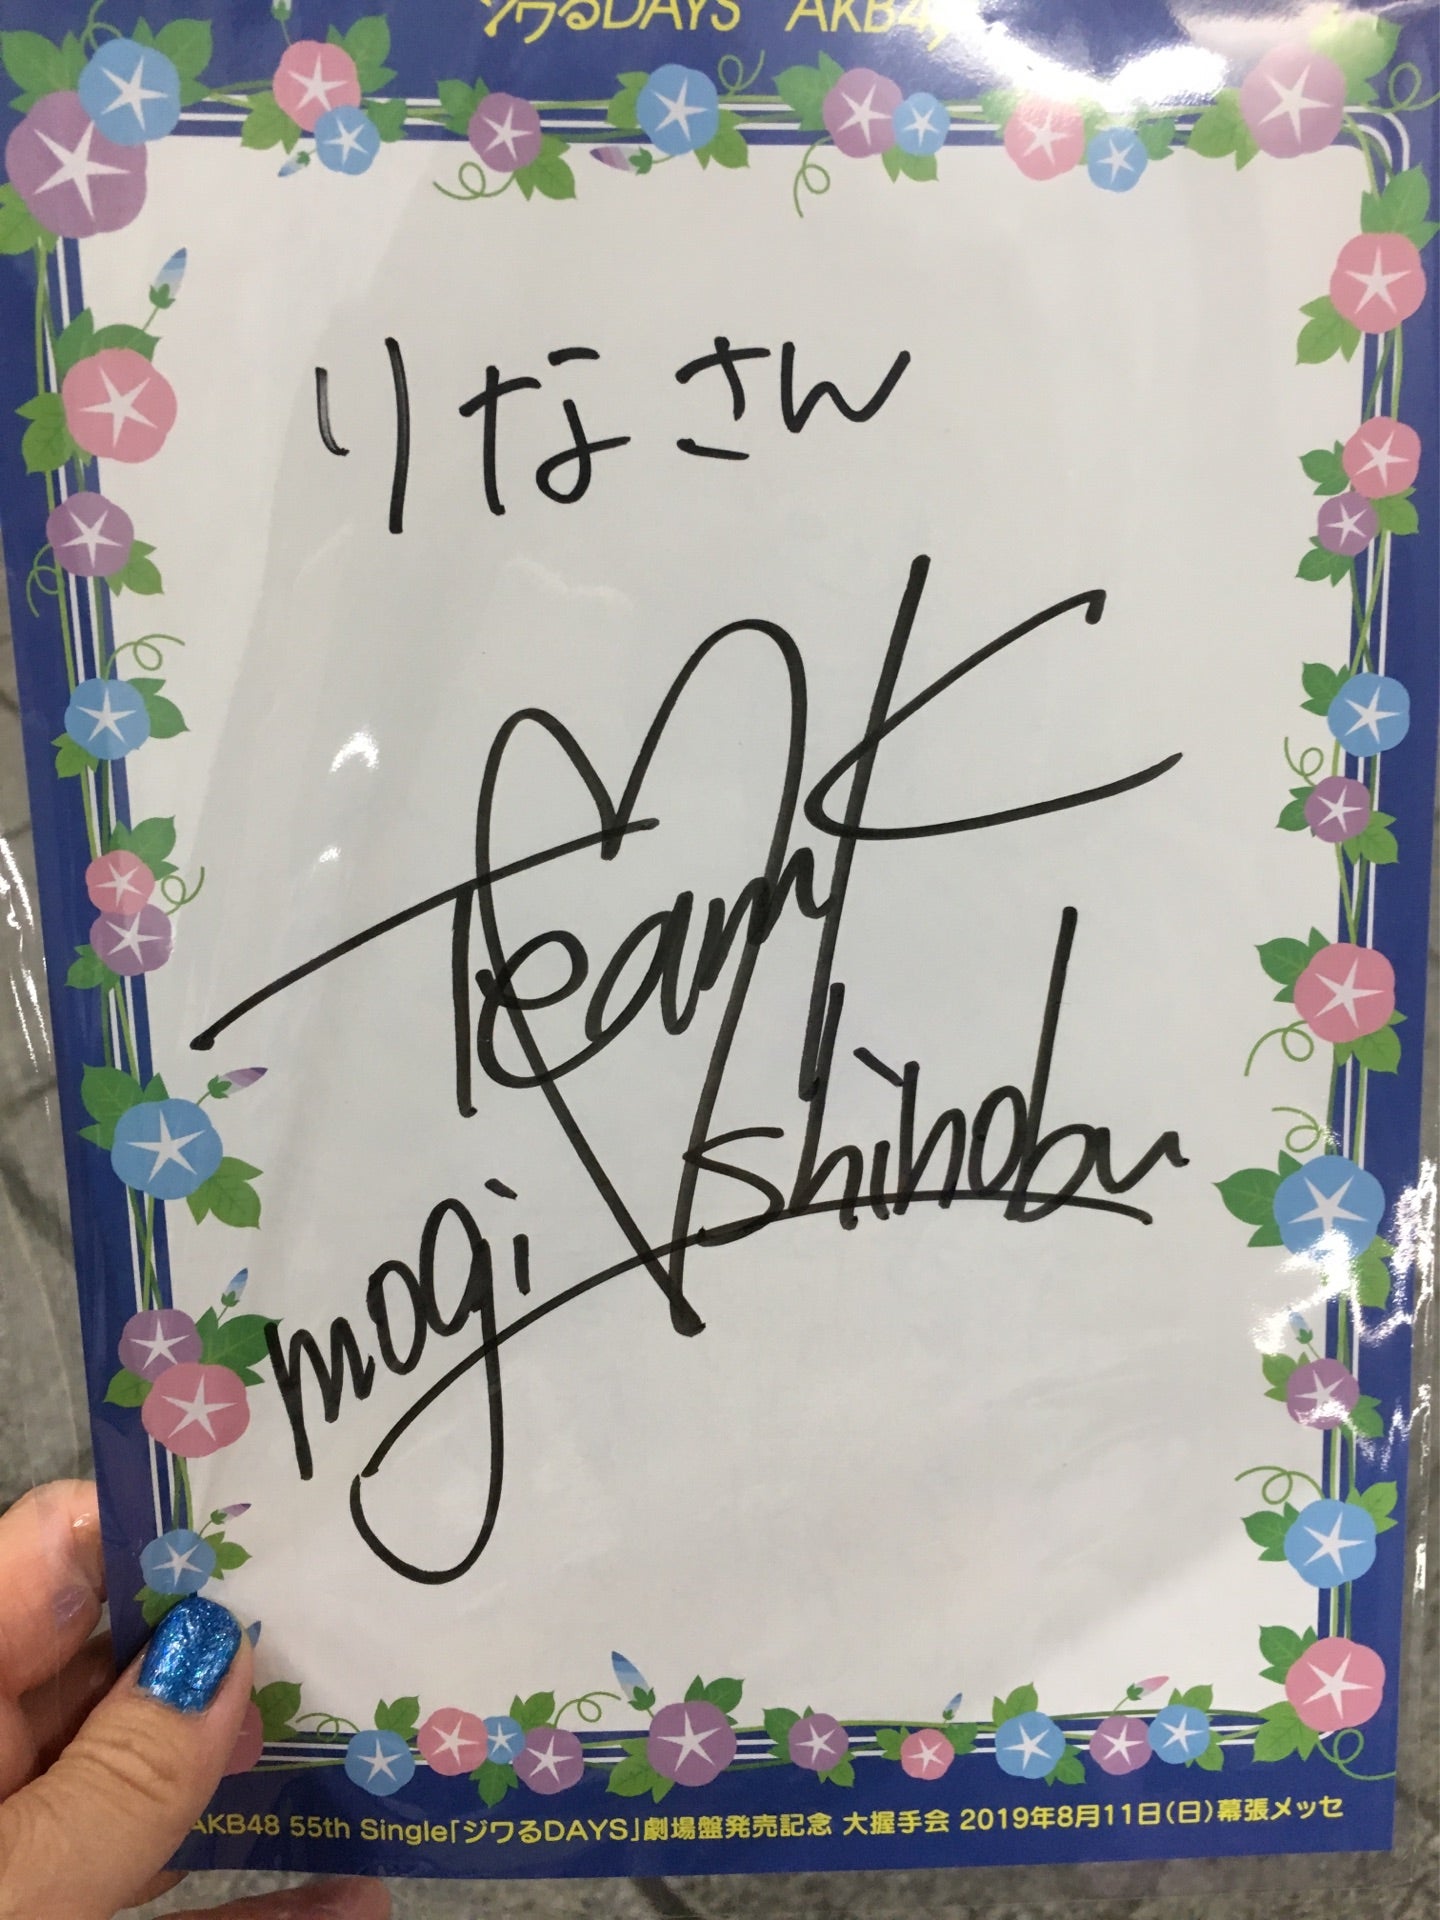 ジワるDAYS AKB48
りなさん
Team K
mogi shinobu
AKB48 55th Single「ジワるDAYS」劇場盤発売記念 大握手会 2019年8月11日(日)幕張メッセ